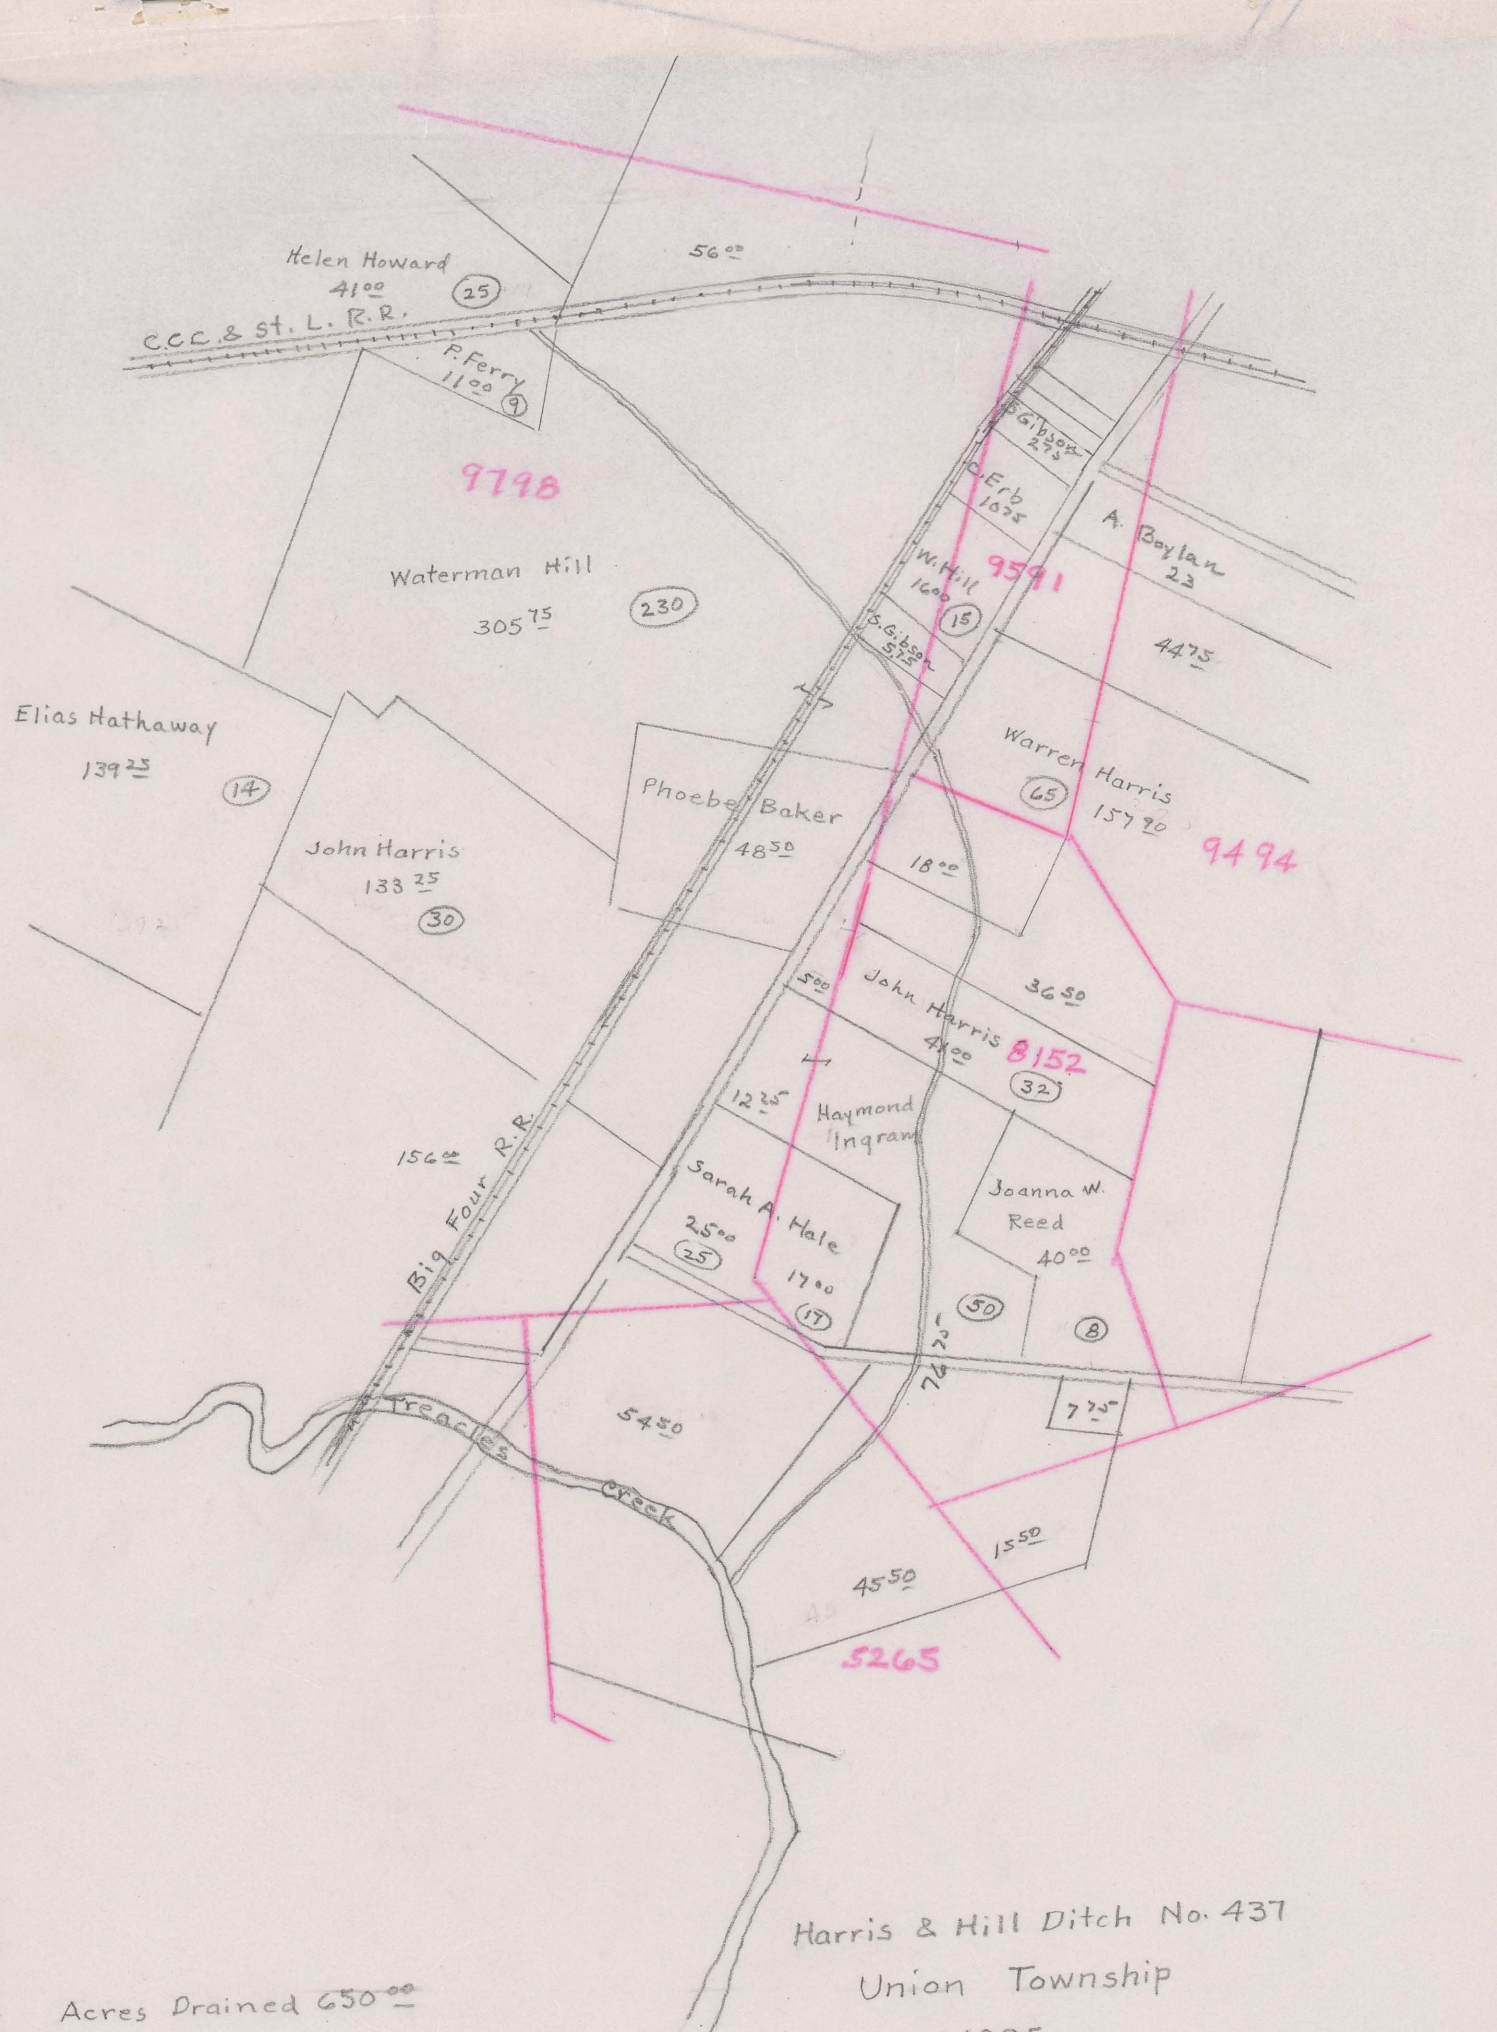 56 00
Helen Howard
41 00
25
C.C.C. & St. L. R.R.
P. Ferry
11 00
9
9798
S. Gibson
2 75
C. Erb
10 75
A. Boylan
23
Waterman Hill
305 75
230
W. Hill
16 00
15
9591
S. Gibson
5 75
44 75
Elias Hathaway
139 25
14
Warren Harris
65
157 90
Phoebe Baker
48 50
9494
John Harris
133 25
30
18 00
5 00
John Harris
41 00
36 50
8152
32
12 25
Haymond
Ingram
156 00
Big Four R.R.
Sarah A. Hale
25 00
25
17 00
17
Joanna W.
Reed
40 00
50
8
76 75
7 75
Treacles Creek
54 50
15 50
45 50
5265
Harris & Hill Ditch No. 437
Union Township
Acres Drained 650 00